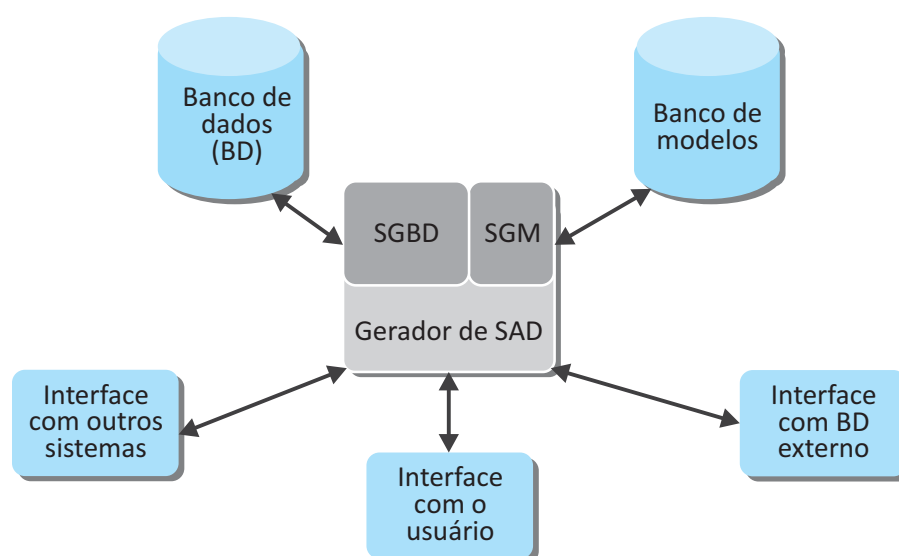 Banco de
dados
(BD)
Banco de
modelos
SGBD
SGM
Gerador de SAD
Interface
com outros
sistemas
Interface
com o
usuário
Interface
com BD
externo